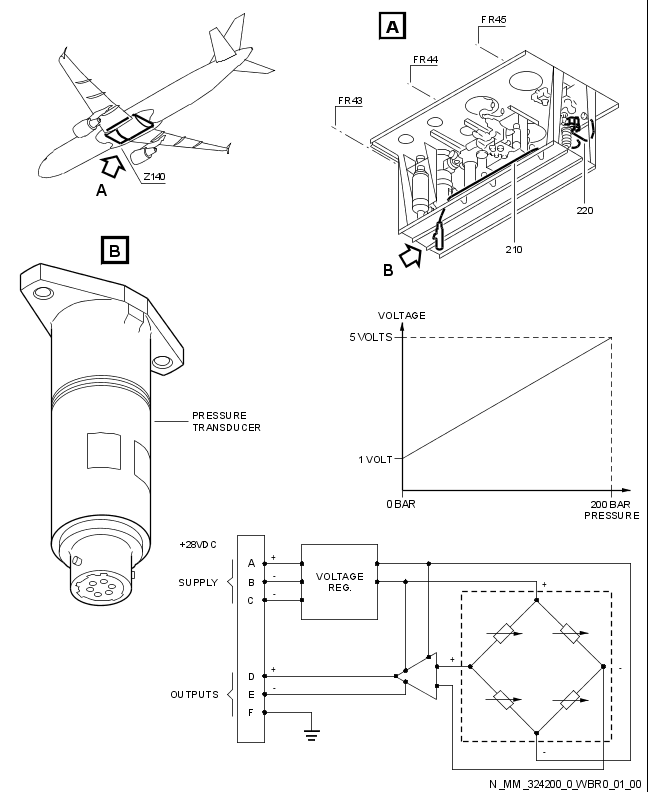 A
FR45
FR44
FR43
Z140
A
220
210
B
B
PRESSURE
TRANSDUCER
VOLTAGE
5 VOLTS
1 VOLT
0 BAR
200 BAR
PRESSURE
+28VDC
SUPPLY
A +
B -
C -
VOLTAGE
REG.
+
-
+
-
OUTPUTS
D +
E -
F
N_MM_324200_0_WBR0_01_00